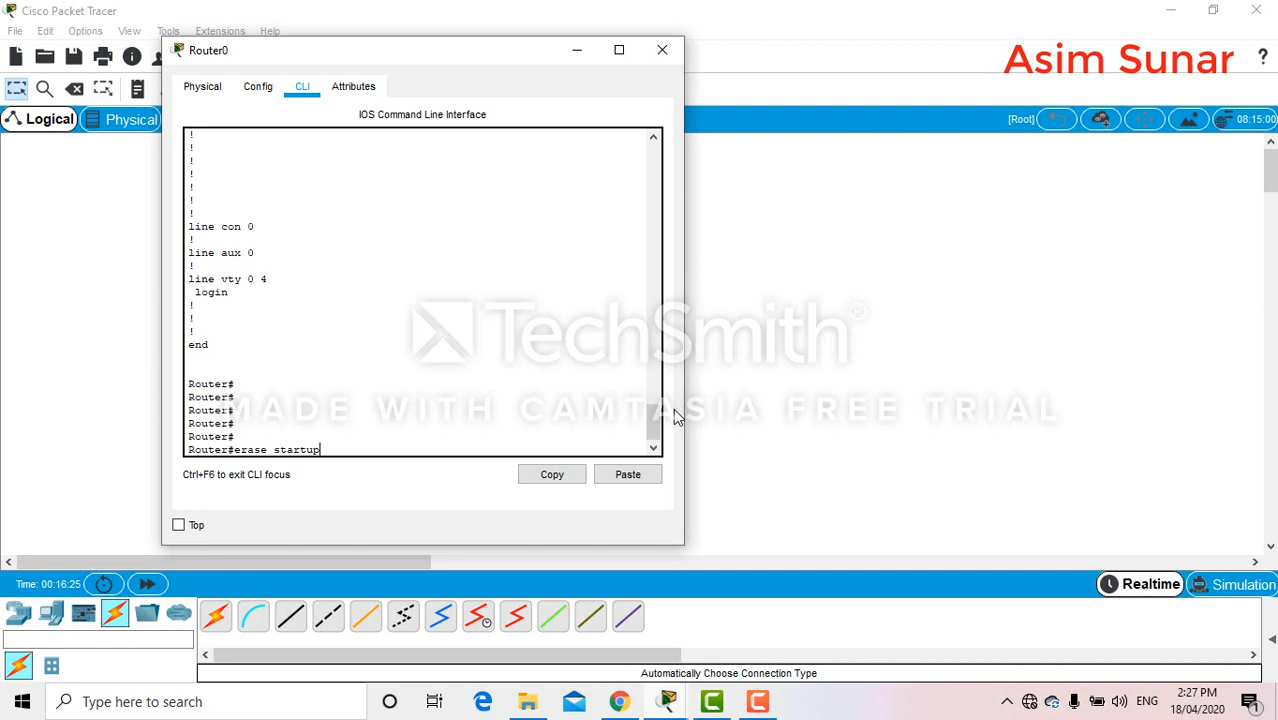 Cisco Packet Tracer
File Edit Options View Tools Extensions Help
Asim Sunar
Router0
Physical Config CLI Attributes
Logical Physical
[Root] 08:15:00
IOS Command Line Interface
!
!
!
!
!
!
!
line con 0
!
line aux 0
!
line vty 0 4
login
!
!
!
end
Router#
Router#
Router#
Router#
Router#
Router#erase startup
TechSmith®
MADE WITH CAMTASIA FREE TRIAL
Ctrl+F6 to exit CLI focus Copy Paste
Top
Time: 00:16:25 Realtime Simulation
Automatically Choose Connection Type
Type here to search
ENG
2:27 PM
18/04/2020
1